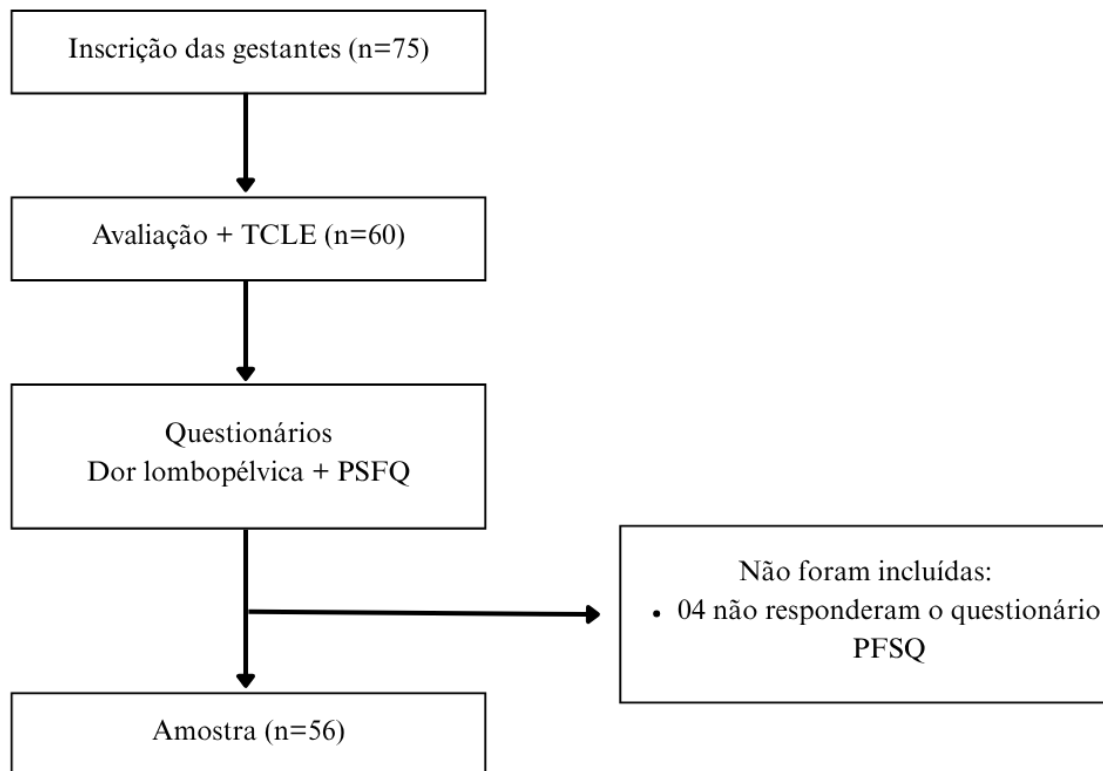 Inscrição das gestantes (n=75)
Avaliação + TCLE (n=60)
Questionários
Dor lombopélvica + PSFQ
Não foram incluídas:
• 04 não responderam o questionário
PFSQ
Amostra (n=56)